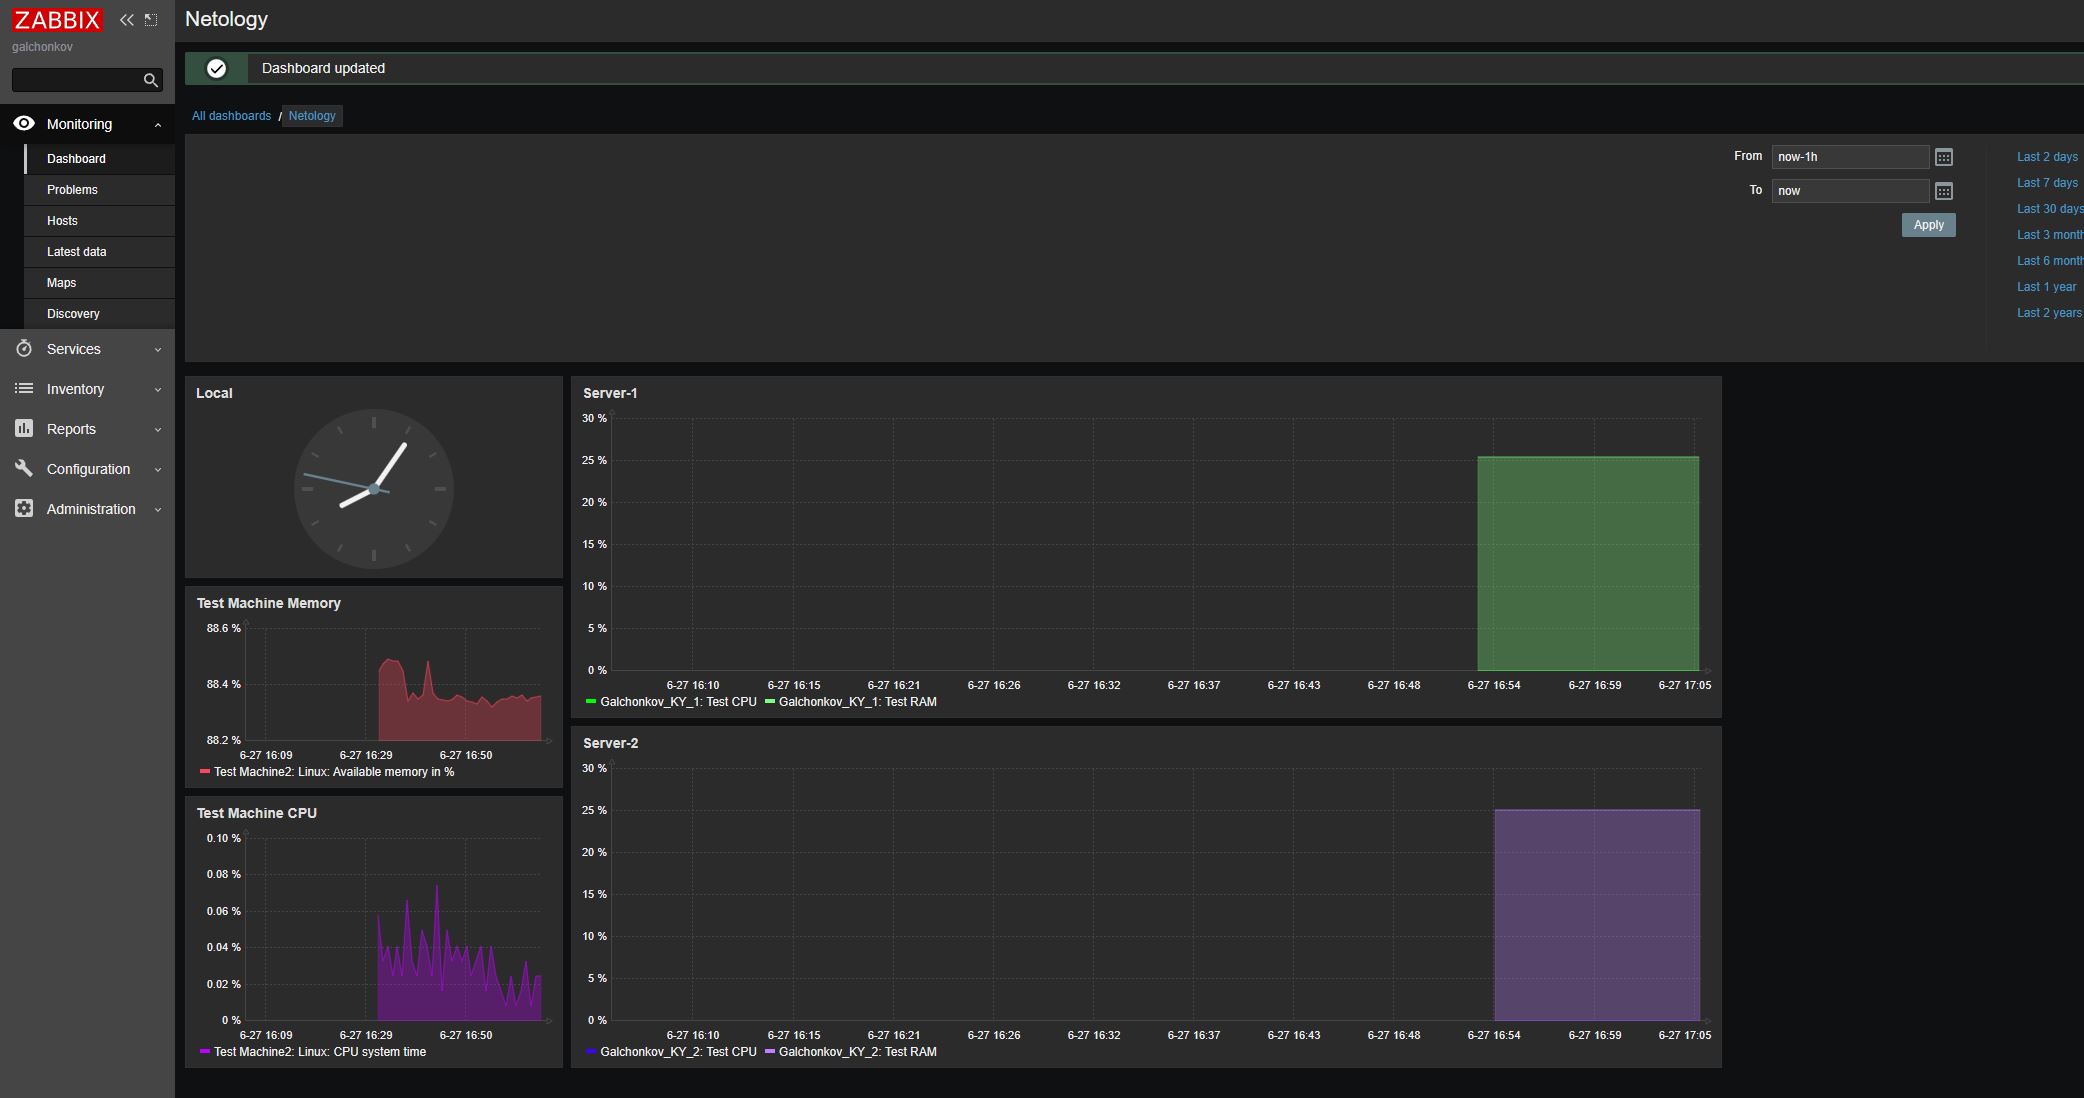 ZABBIX
galchonkov
Monitoring
Dashboard
Problems
Hosts
Latest data
Maps
Discovery
Services
Inventory
Reports
Configuration
Administration
Netology
Dashboard updated
All dashboards / Netology
From now-1h
To now
Apply
Last 2 days
Last 7 days
Last 30 days
Last 3 month
Last 6 month
Last 1 year
Last 2 years
Local
Test Machine Memory
88.6 %
88.4 %
88.2 %
6-27 16:09 6-27 16:29 6-27 16:50
Test Machine2: Linux: Available memory in %
Test Machine CPU
0.10 %
0.08 %
0.06 %
0.04 %
0.02 %
0 %
6-27 16:09 6-27 16:29 6-27 16:50
Test Machine2: Linux: CPU system time
Server-1
30 %
25 %
20 %
15 %
10 %
5 %
0 %
6-27 16:10 6-27 16:15 6-27 16:21 6-27 16:26 6-27 16:32 6-27 16:37 6-27 16:43 6-27 16:48 6-27 16:54 6-27 16:59 6-27 17:05
Galchonkov_KY_1: Test CPU Galchonkov_KY_1: Test RAM
Server-2
30 %
25 %
20 %
15 %
10 %
5 %
0 %
6-27 16:10 6-27 16:15 6-27 16:21 6-27 16:26 6-27 16:32 6-27 16:37 6-27 16:43 6-27 16:48 6-27 16:54 6-27 16:59 6-27 17:05
Galchonkov_KY_2: Test CPU Galchonkov_KY_2: Test RAM